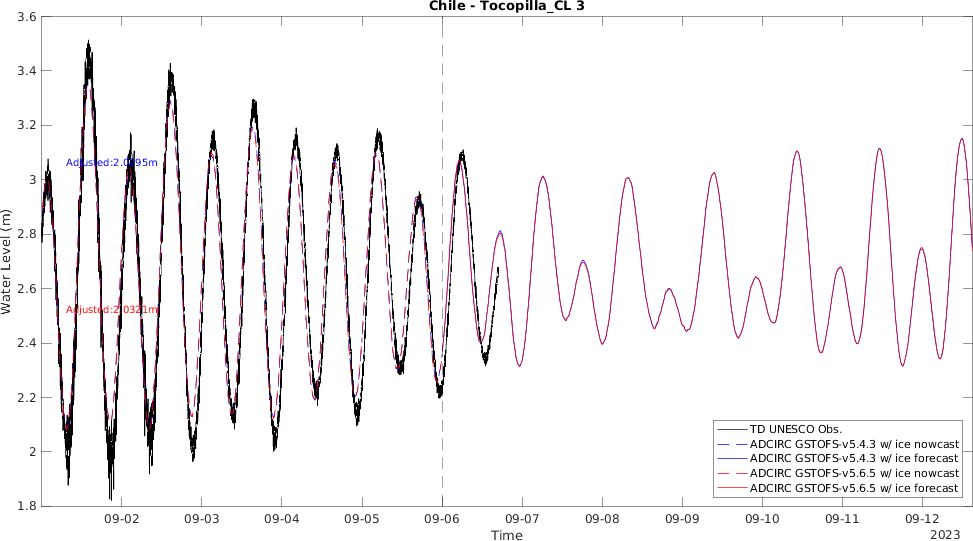 Chile - Tocopilla_CL 3
3.6
3.4
3.2
3
2.8
2.6
2.4
2.2
2
1.8
Water Level (m)
Adjusted:2.0295m
Adjusted:2.0321m
TD UNESCO Obs.
ADCIRC GSTOFS-v5.4.3 w/ ice nowcast
ADCIRC GSTOFS-v5.4.3 w/ ice forecast
ADCIRC GSTOFS-v5.6.5 w/ ice nowcast
ADCIRC GSTOFS-v5.6.5 w/ ice forecast
09-02 09-03 09-04 09-05 09-06 09-07 09-08 09-09 09-10 09-11 09-12
Time
2023